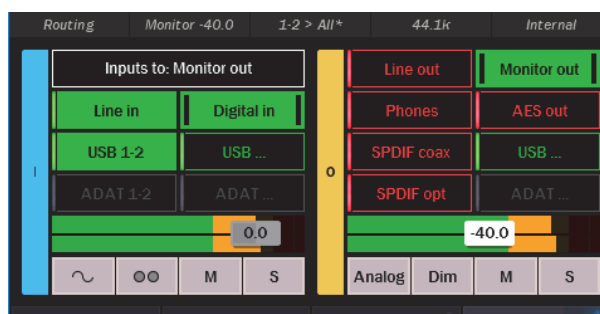 Routing Monitor -40.0 1-2 > All* 44.1k Internal
Inputs to: Monitor out
Line out Monitor out
Line in Digital in
Phones AES out
USB 1-2 USB ...
SPDIF coax USB ...
I
O
ADAT 1-2 ADAT ...
SPDIF opt ADAT ...
0.0
-40.0
M S
Analog Dim M S